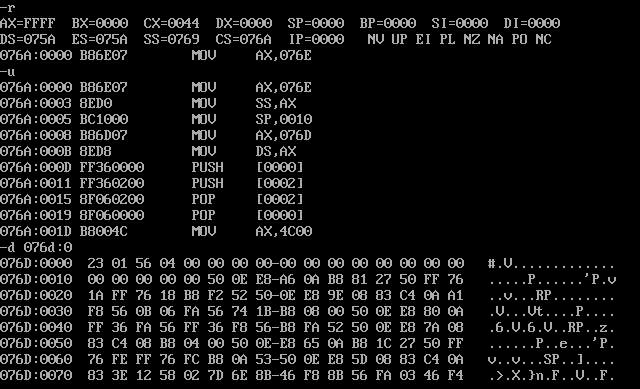 -r
AX=FFFF  BX=0000  CX=0044  DX=0000  SP=0000  BP=0000  SI=0000  DI=0000
DS=075A  ES=075A  SS=0769  CS=076A  IP=0000   NV UP EI PL NZ NA PO NC
076A:0000 B86E07        MOV     AX,076E
-u
076A:0000 B86E07        MOV     AX,076E
076A:0003 8ED0          MOV     SS,AX
076A:0005 BC1000        MOV     SP,0010
076A:0008 B86D07        MOV     AX,076D
076A:000B 8ED8          MOV     DS,AX
076A:000D FF360000      PUSH    [0000]
076A:0011 FF360200      PUSH    [0002]
076A:0015 8F060200      POP     [0002]
076A:0019 8F060000      POP     [0000]
076A:001D B8004C        MOV     AX,4C00
-d 076d:0
076D:0000  23 01 56 04 00 00 00 00-00 00 00 00 00 00 00 00   #.V.............
076D:0010  00 00 00 00 00 50 0E E8-A6 0A B8 81 27 50 FF 76   .....P......'P.v
076D:0020  1A FF 76 18 B8 F2 52 50-0E E8 9E 08 83 C4 0A A1   ..v...RP........
076D:0030  F8 56 0B 06 FA 56 74 1B-B8 08 00 50 0E E8 80 0A   .V...Vt....P....
076D:0040  FF 36 FA 56 FF 36 F8 56-B8 FA 52 50 0E E8 7A 08   .6.V.6.V..RP..z.
076D:0050  83 C4 08 B8 04 00 50 0E-E8 65 0A B8 1C 27 50 FF   ......P..e...'P.
076D:0060  76 FE FF 76 FC B8 0A 53-50 0E E8 5D 08 83 C4 0A   v..v...SP..]....
076D:0070  83 3E 12 58 02 7D 6E 8B-46 F8 8B 56 FA 03 46 F4   .>.X.}n.F..V..F.